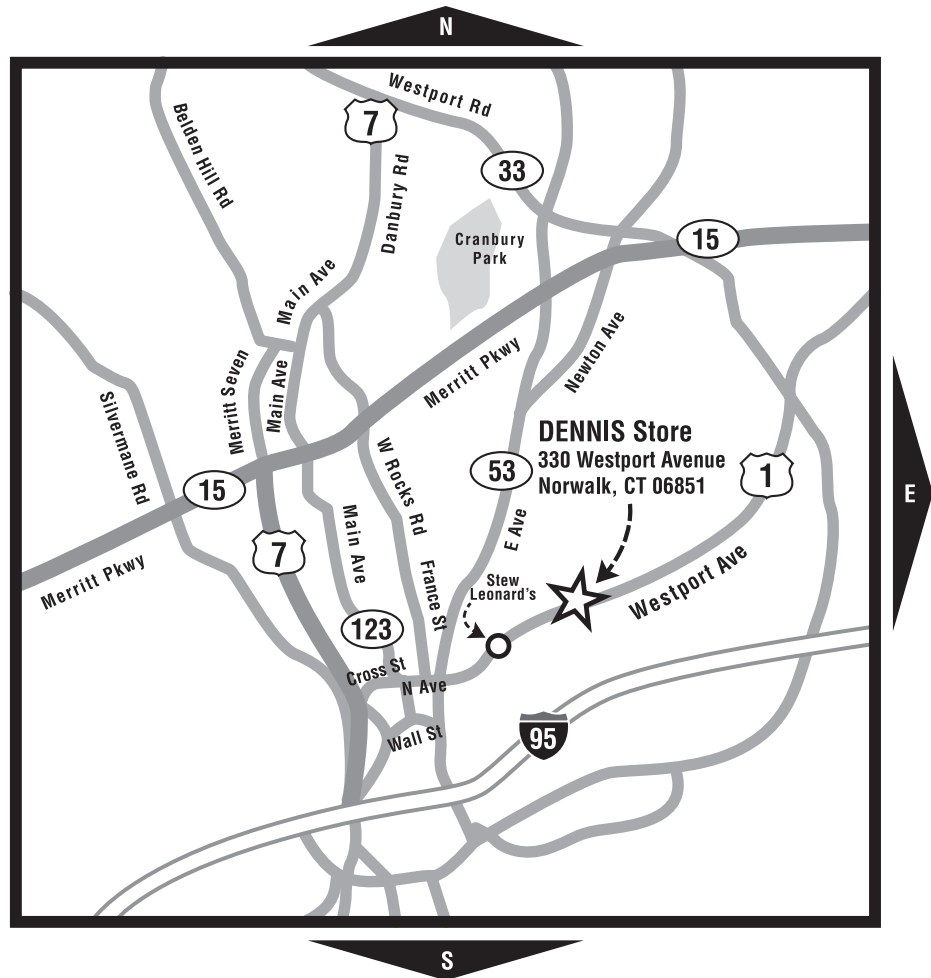 N
Westport Rd
7
Belden Hill Rd
33
Danbury Rd
15
Cranbury
Park
Main Ave
Newton Ave
Merritt Pkwy
Merritt Seven
Main Ave
Silvermane Rd
DENNIS Store
330 Westport Avenue
Norwalk, CT 06851
W Rocks Rd
53
1
E
15
7
Main Ave
E Ave
Merritt Pkwy
France St
Stew
Leonard's
Westport Ave
123
Cross St
N Ave
Wall St
95
S